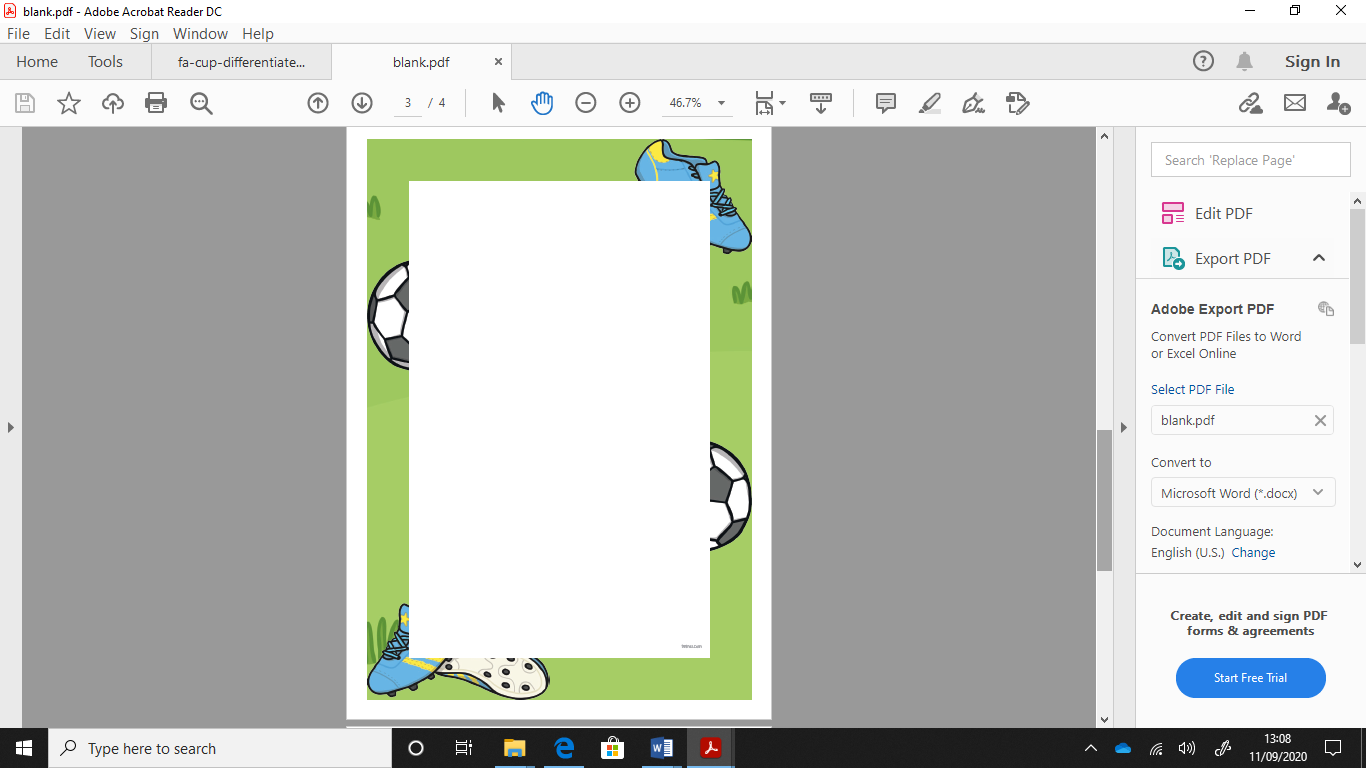 blank.pdf - Adobe Acrobat Reader DC
File Edit View Sign Window Help
Home Tools fa-cup-differentiate... blank.pdf
Sign In
3 / 4 46.7%
Search 'Replace Page'
Edit PDF
Export PDF
Adobe Export PDF
Convert PDF Files to Word
or Excel Online
Select PDF File
blank.pdf
Convert to
Microsoft Word (*.docx)
Document Language:
English (U.S.) Change
Create, edit and sign PDF
forms & agreements
Start Free Trial
Type here to search
13:08
11/09/2020